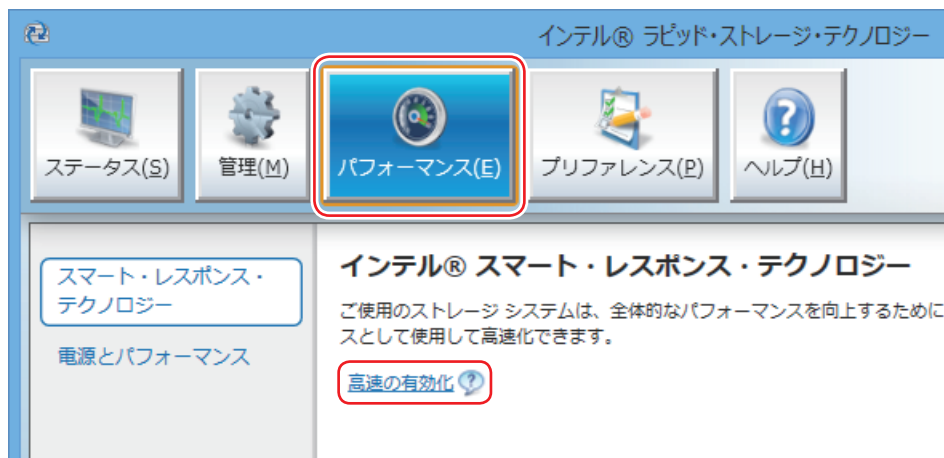 インテル® ラピッド・ストレージ・テクノロジー
ステータス(S) 管理(M) パフォーマンス(E) プリファレンス(P) ヘルプ(H)
スマート・レスポンス・
テクノロジー
電源とパフォーマンス
インテル® スマート・レスポンス・テクノロジー
ご使用のストレージ システムは、全体的なパフォーマンスを向上するために
スとして使用して高速化できます。
高速の有効化